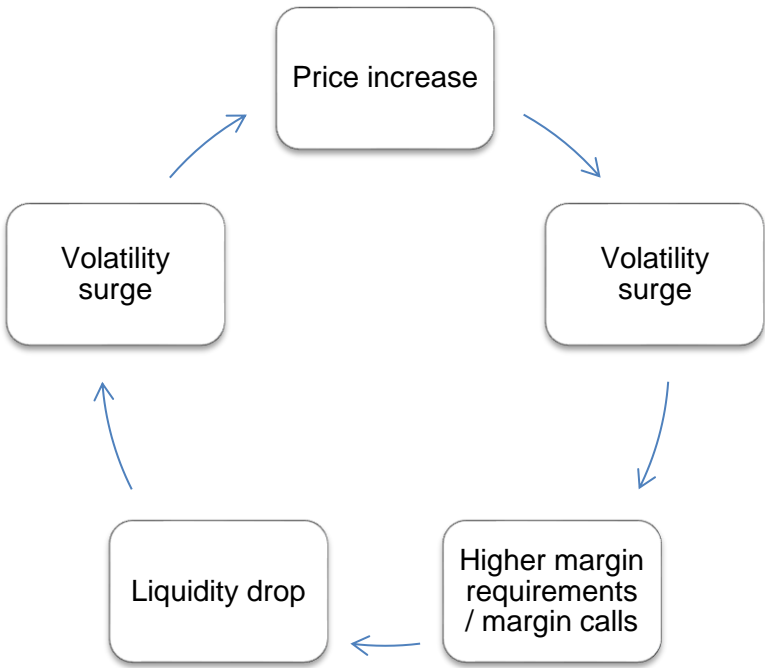 Price increase
Volatility
surge
Higher margin
requirements
/ margin calls
Liquidity drop
Volatility
surge